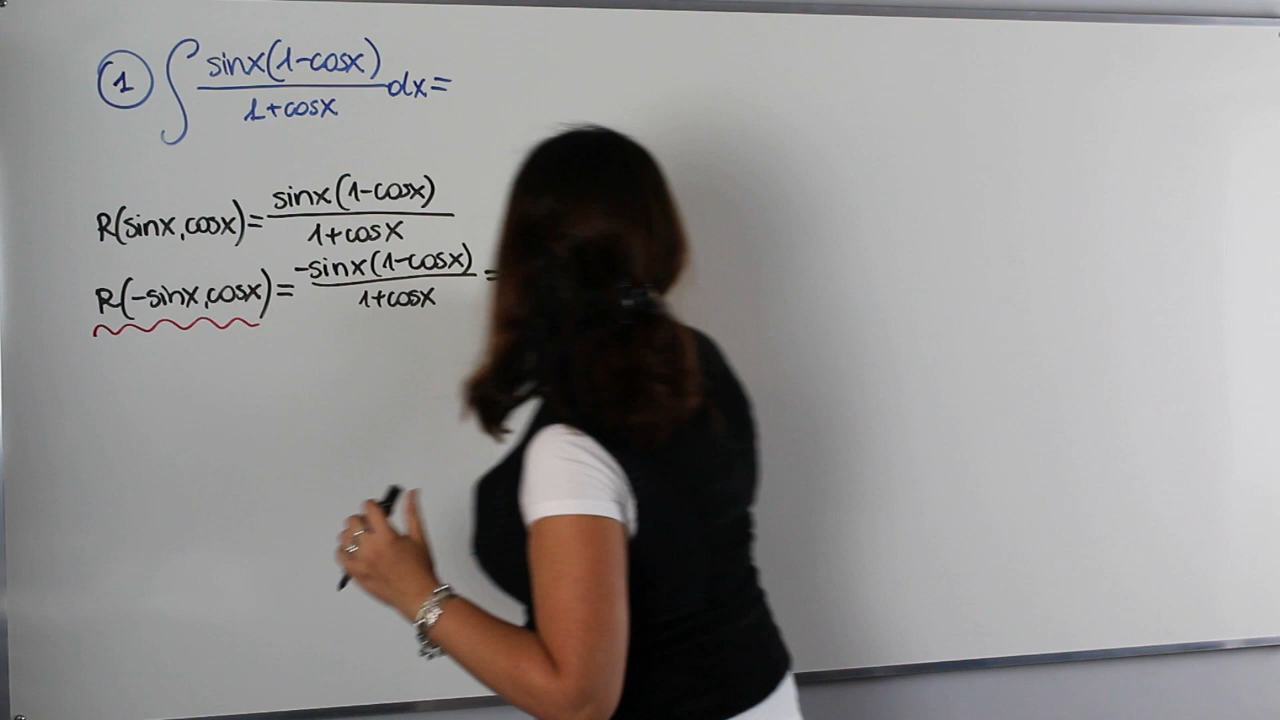 ① ∫ sinx(1-cosx)/1+cosx dx=
R(sinx,cosx)= sinx(1-cosx)/1+cosx
R(-sinx,cosx)= -sinx(1-cosx)/1+cosx =